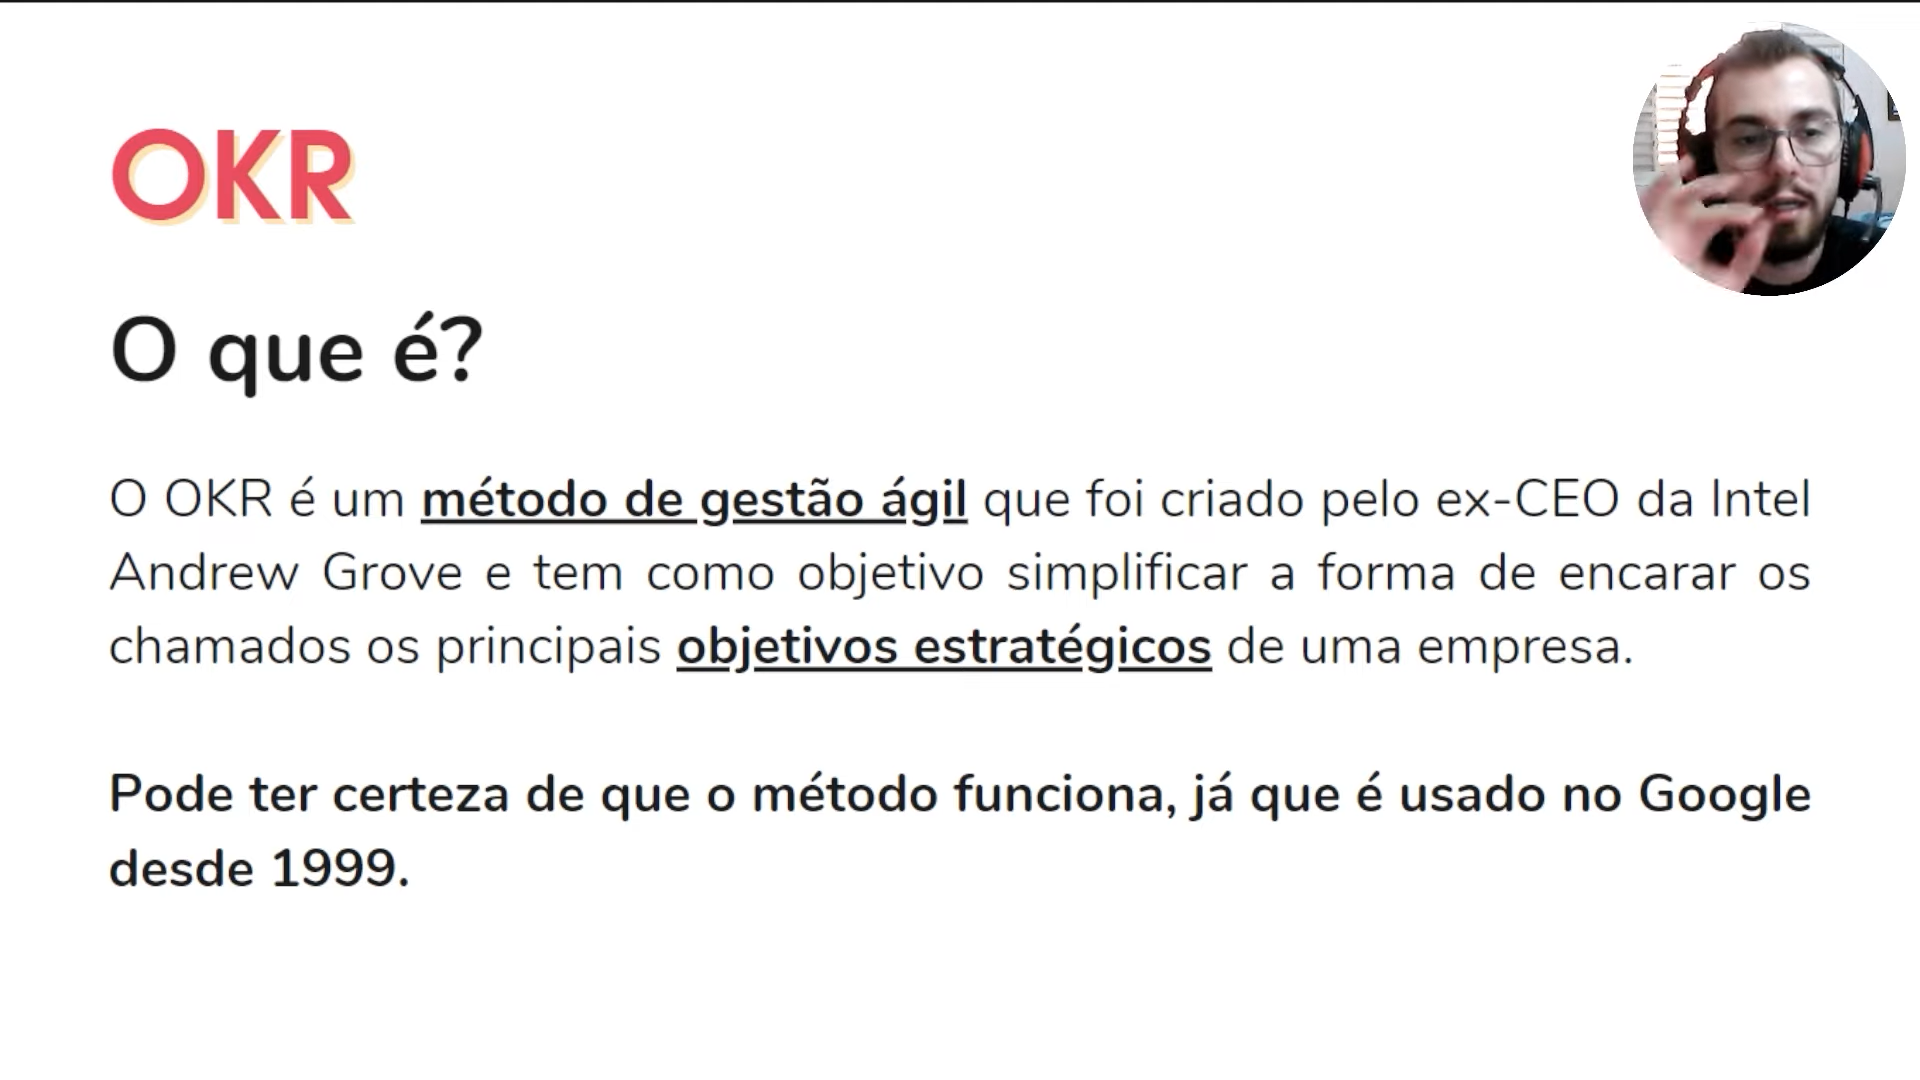 OKR
O que é?
O OKR é um método de gestão ágil que foi criado pelo ex-CEO da Intel
Andrew Grove e tem como objetivo simplificar a forma de encarar os
chamados os principais objetivos estratégicos de uma empresa.
Pode ter certeza de que o método funciona, já que é usado no Google
desde 1999.